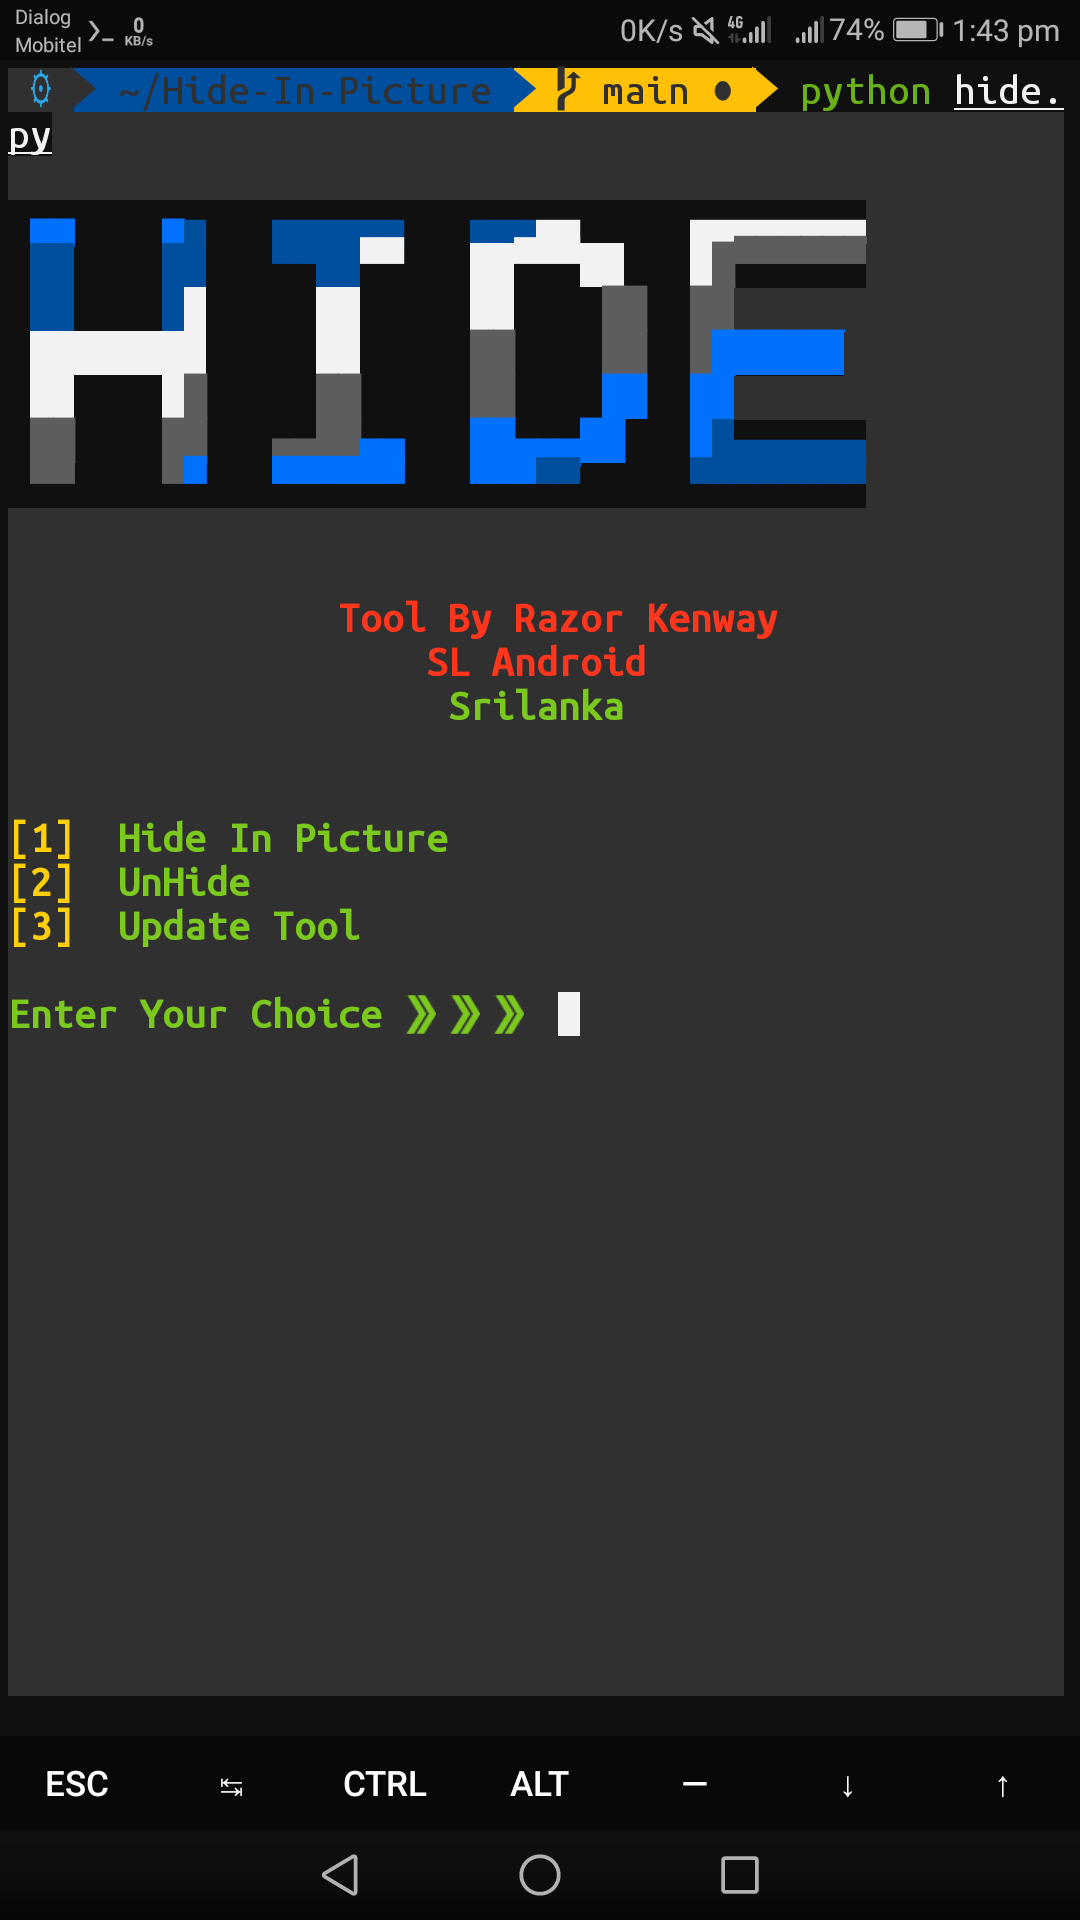 Dialog
Mobitel
0
KB/s
0K/s 4G 74% 1:43 pm
~/Hide-In-Picture main ● python hide.
py
HIDE
Tool By Razor Kenway
SL Android
Srilanka
[1] Hide In Picture
[2] UnHide
[3] Update Tool
Enter Your Choice ⟫⟫⟫
ESC ↹ CTRL ALT — ↓ ↑